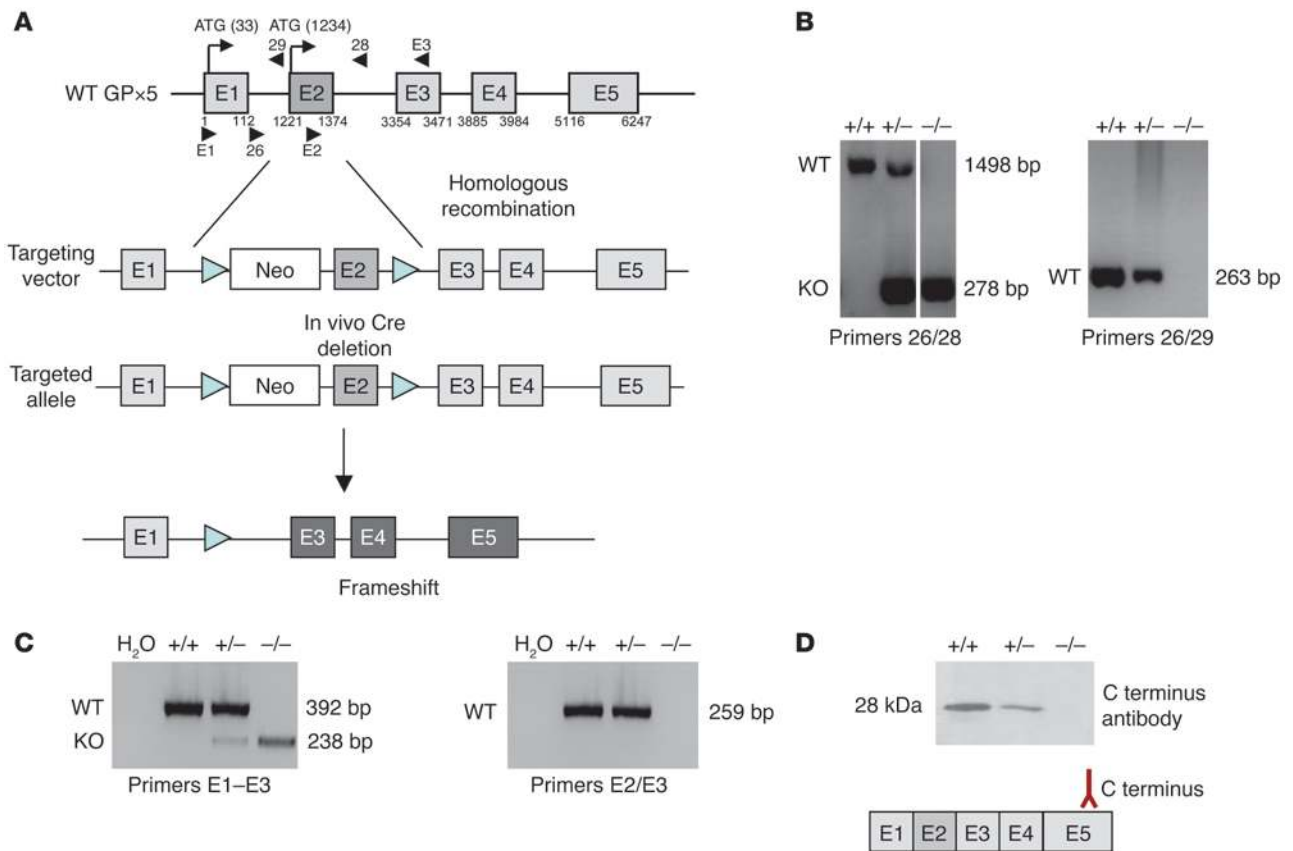 A
ATG (33) ATG (1234)
29 28 E3
WT GP×5 E1 E2 E3 E4 E5
1 112 1221 1374 3354 3471 3885 3984 5116 6247
E1 26 E2
Homologous
recombination
Targeting
vector
E1 Neo E2 E3 E4 E5
In vivo Cre
deletion
Targeted
allele
E1 Neo E2 E3 E4 E5
E1 E3 E4 E5
Frameshift
B
+/+ +/– –/–
WT 1498 bp
KO 278 bp
Primers 26/28
+/+ +/– –/–
WT 263 bp
Primers 26/29
C
H₂O +/+ +/– –/–
WT 392 bp
KO 238 bp
Primers E1–E3
H₂O +/+ +/– –/–
WT 259 bp
Primers E2/E3
D
+/+ +/– –/–
28 kDa
C terminus
antibody
C terminus
E1 E2 E3 E4 E5